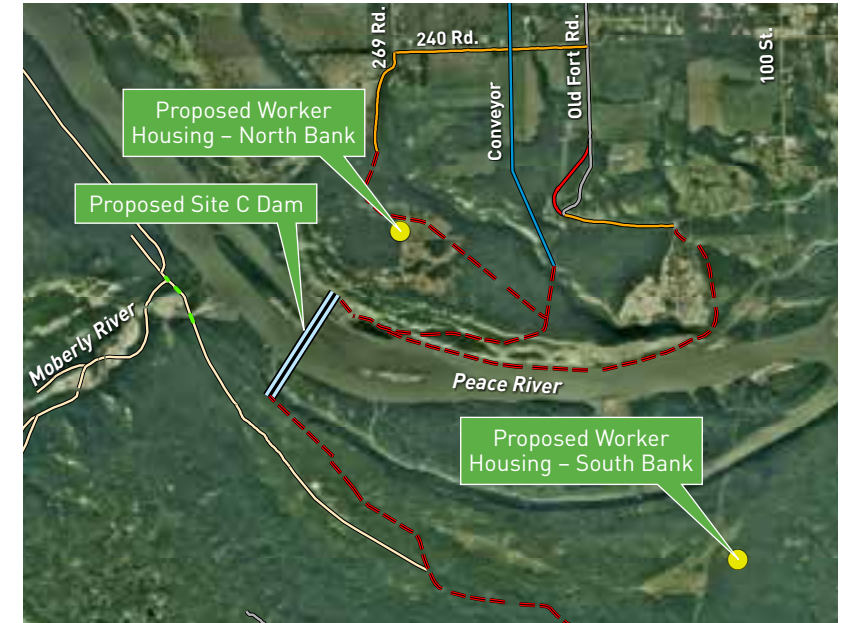 269 Rd.
240 Rd.
Conveyor
Old Fort Rd.
100 St.
Proposed Worker
Housing – North Bank
Proposed Site C Dam
Moberly River
Peace River
Proposed Worker
Housing – South Bank